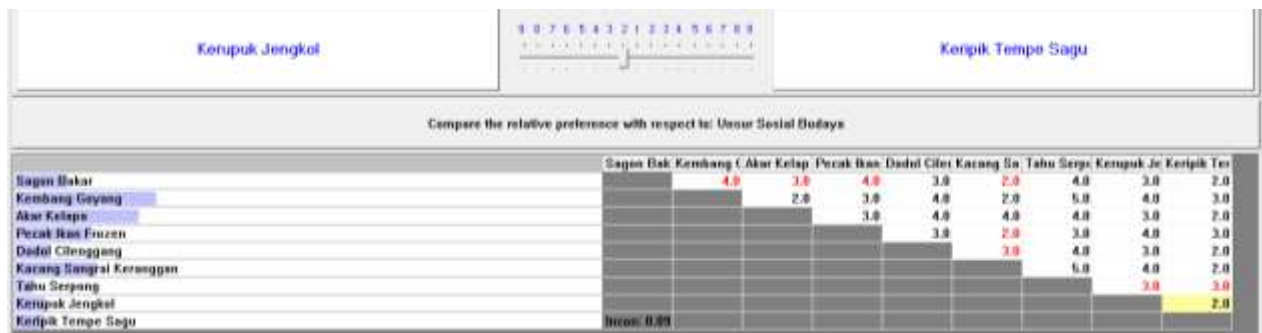 Kerupuk Jengkol
9 8 7 6 5 4 3 2 1 2 3 4 5 6 7 8 9
Keripik Tempe Sagu
Compare the relative preference with respect to: Unsur Sosial Budaya
Sagon Bak Kembang ( Akar Kelap Pecak Ikan Dodol Cilen Kacang Sa Tahu Serpo Kerupuk Je Keripik Ter
Sagon Bakar 4.0 3.0 4.0 3.0 2.0 4.0 3.0 2.0
Kembang Goyang 2.0 3.0 4.0 2.0 5.0 4.0 3.0
Akar Kelapa 3.0 4.0 4.0 4.0 3.0 2.0
Pecak Ikan Frozen 3.0 2.0 3.0 4.0 3.0
Dodol Cilenggang 3.0 4.0 3.0 2.0
Kacang Sangrai Keranggan 5.0 4.0 2.0
Tahu Serpong 3.0 3.0
Kerupuk Jengkol 2.0
Keripik Tempe Sagu Incon: 0.09